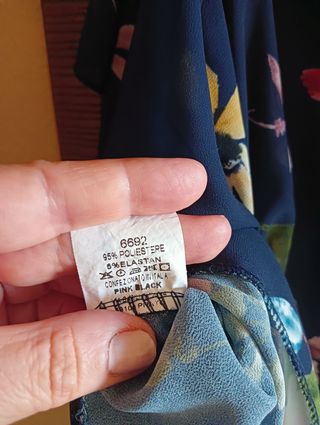 6692
95% POLIESTERE
5%ELASTAN
CONFEZIONATO IN ITALIA
PINK BLACK